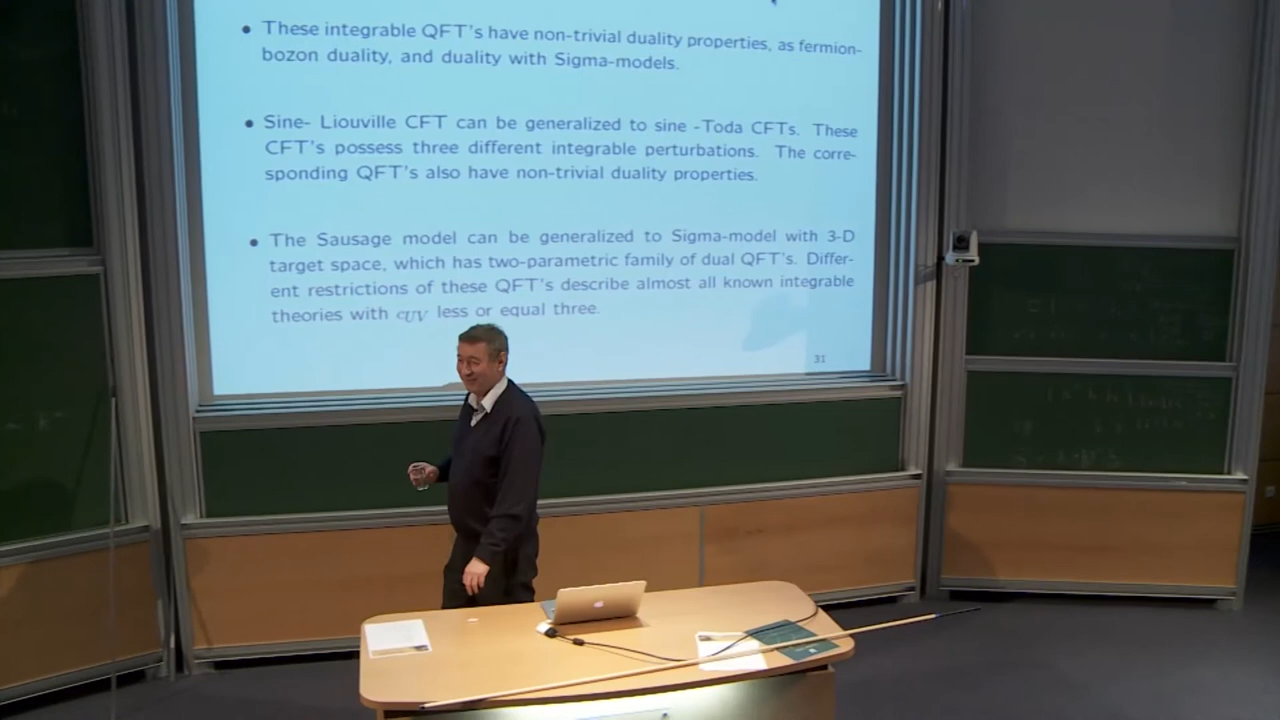 • These integrable QFT's have non-trivial duality properties, as fermion-
bozon duality, and duality with Sigma-models.
• Sine- Liouville CFT can be generalized to sine -Toda CFTs. These
CFT's possess three different integrable perturbations. The corre-
sponding QFT's also have non-trivial duality properties.
• The Sausage model can be generalized to Sigma-model with 3-D
target space, which has two-parametric family of dual QFT's. Differ-
ent restrictions of these QFT's describe almost all known integrable
theories with cUV less or equal three.
31